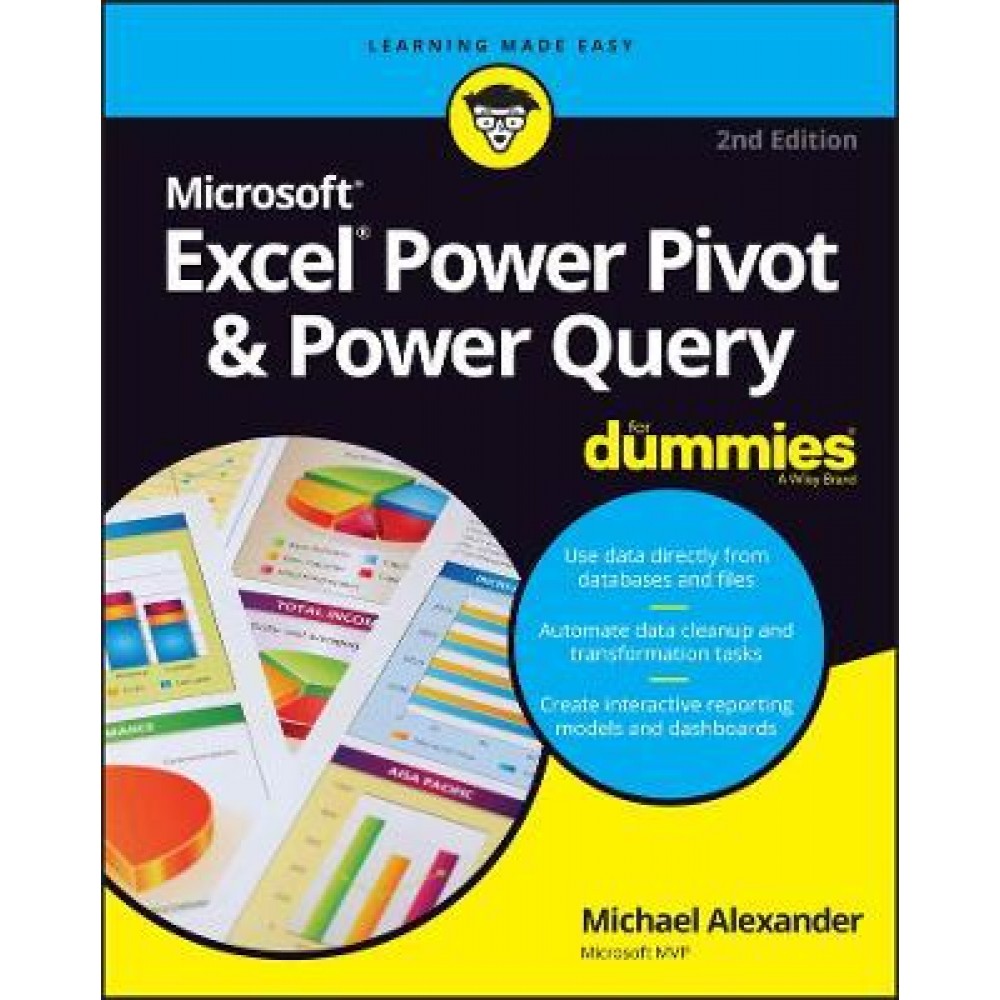 LEARNING MADE EASY
2nd Edition
Microsoft®
Excel® Power Pivot
& Power Query
for
dummies®
A Wiley Brand
Use data directly from
databases and files
Automate data cleanup and
transformation tasks
Create interactive reporting
models and dashboards
TOTAL INCOM
MANCE
ASIA PACIFIC
Michael Alexander
Microsoft MVP